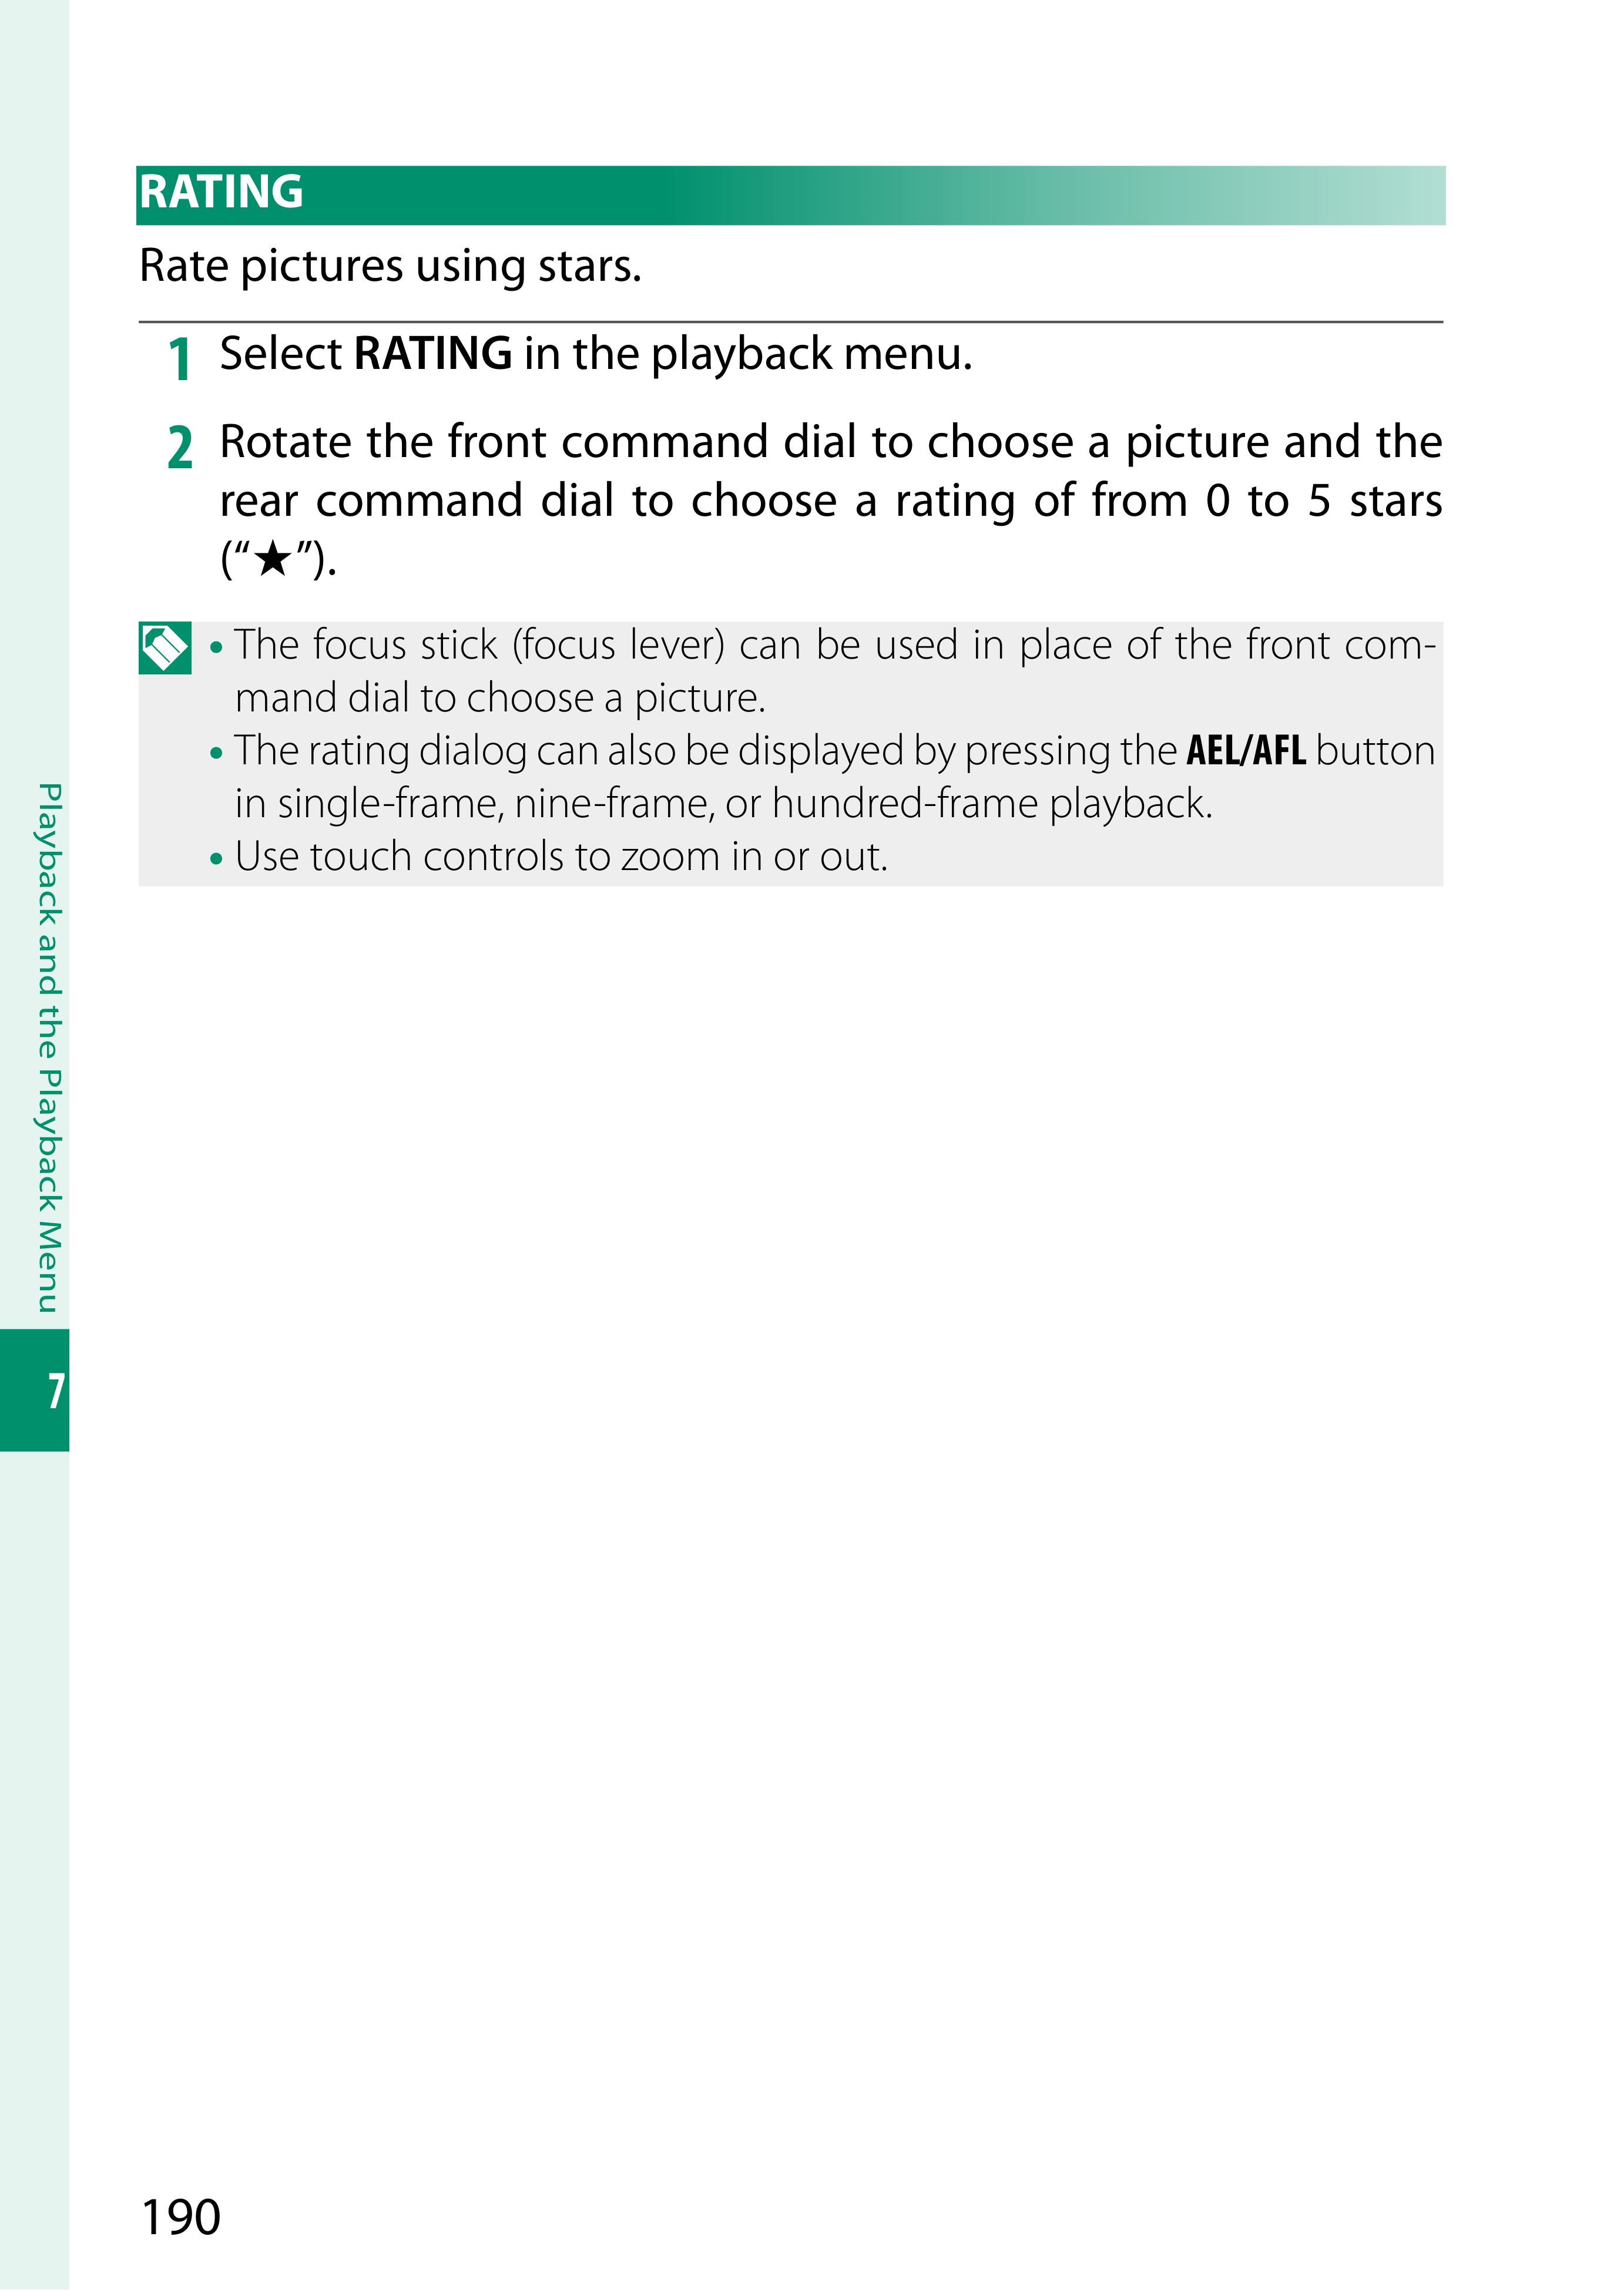 RATING
Rate pictures using stars.
1 Select RATING in the playback menu.
2 Rotate the front command dial to choose a picture and the
rear command dial to choose a rating of from 0 to 5 stars
(“★”).
• The focus stick (focus lever) can be used in place of the front com-
mand dial to choose a picture.
• The rating dialog can also be displayed by pressing the AEL/AFL button
in single-frame, nine-frame, or hundred-frame playback.
• Use touch controls to zoom in or out.
Playback and the Playback Menu
7
190